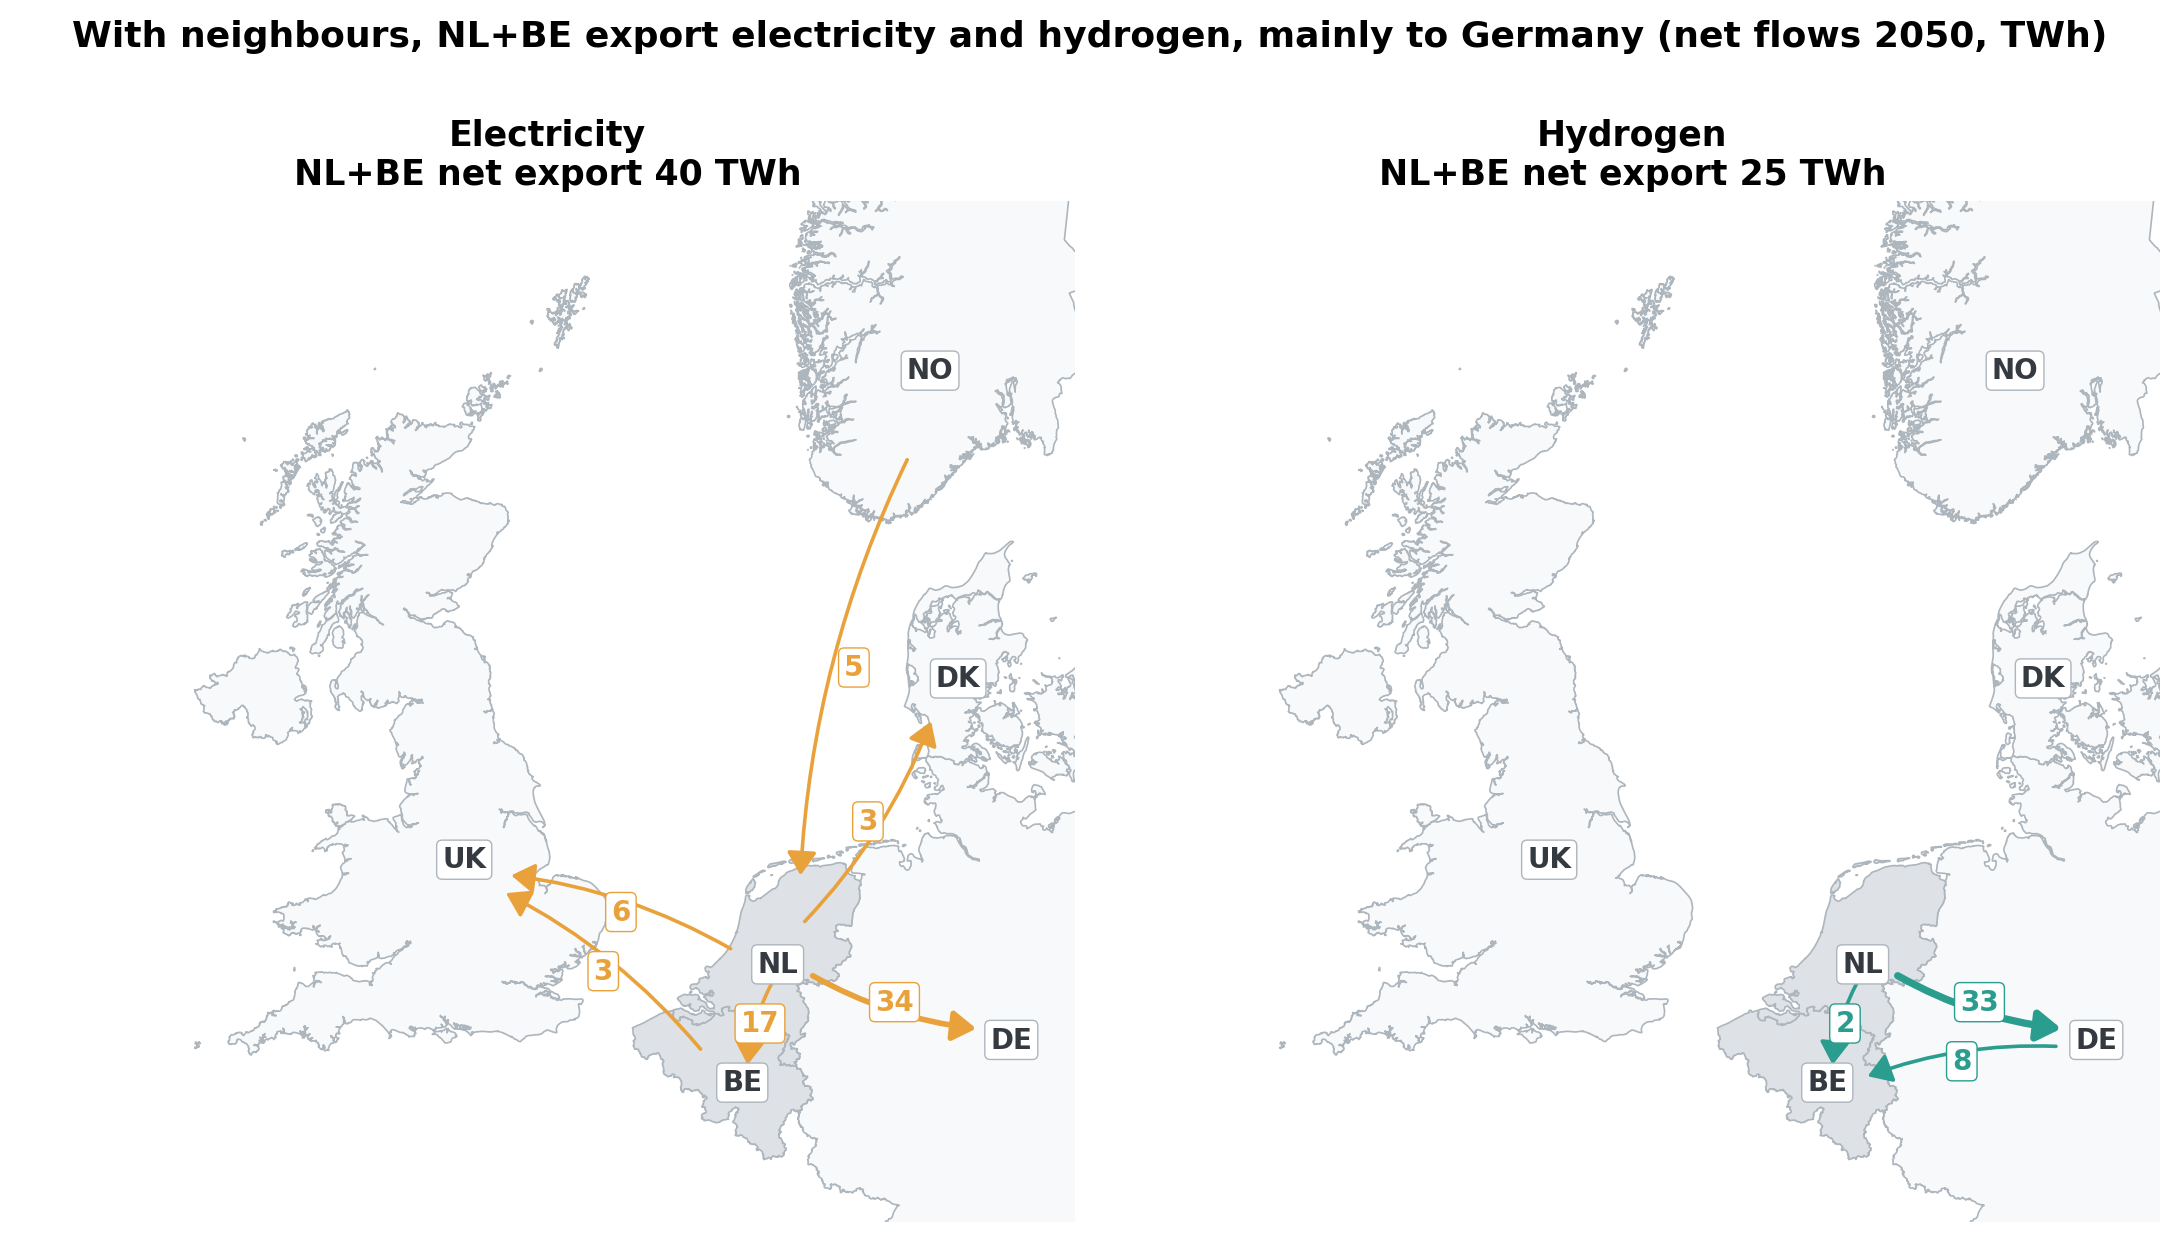 With neighbours, NL+BE export electricity and hydrogen, mainly to Germany (net flows 2050, TWh)
Electricity
NL+BE net export 40 TWh
NO
5
DK
3
UK
6
3
NL
34
17
DE
BE
Hydrogen
NL+BE net export 25 TWh
NO
DK
UK
NL
33
2
DE
8
BE